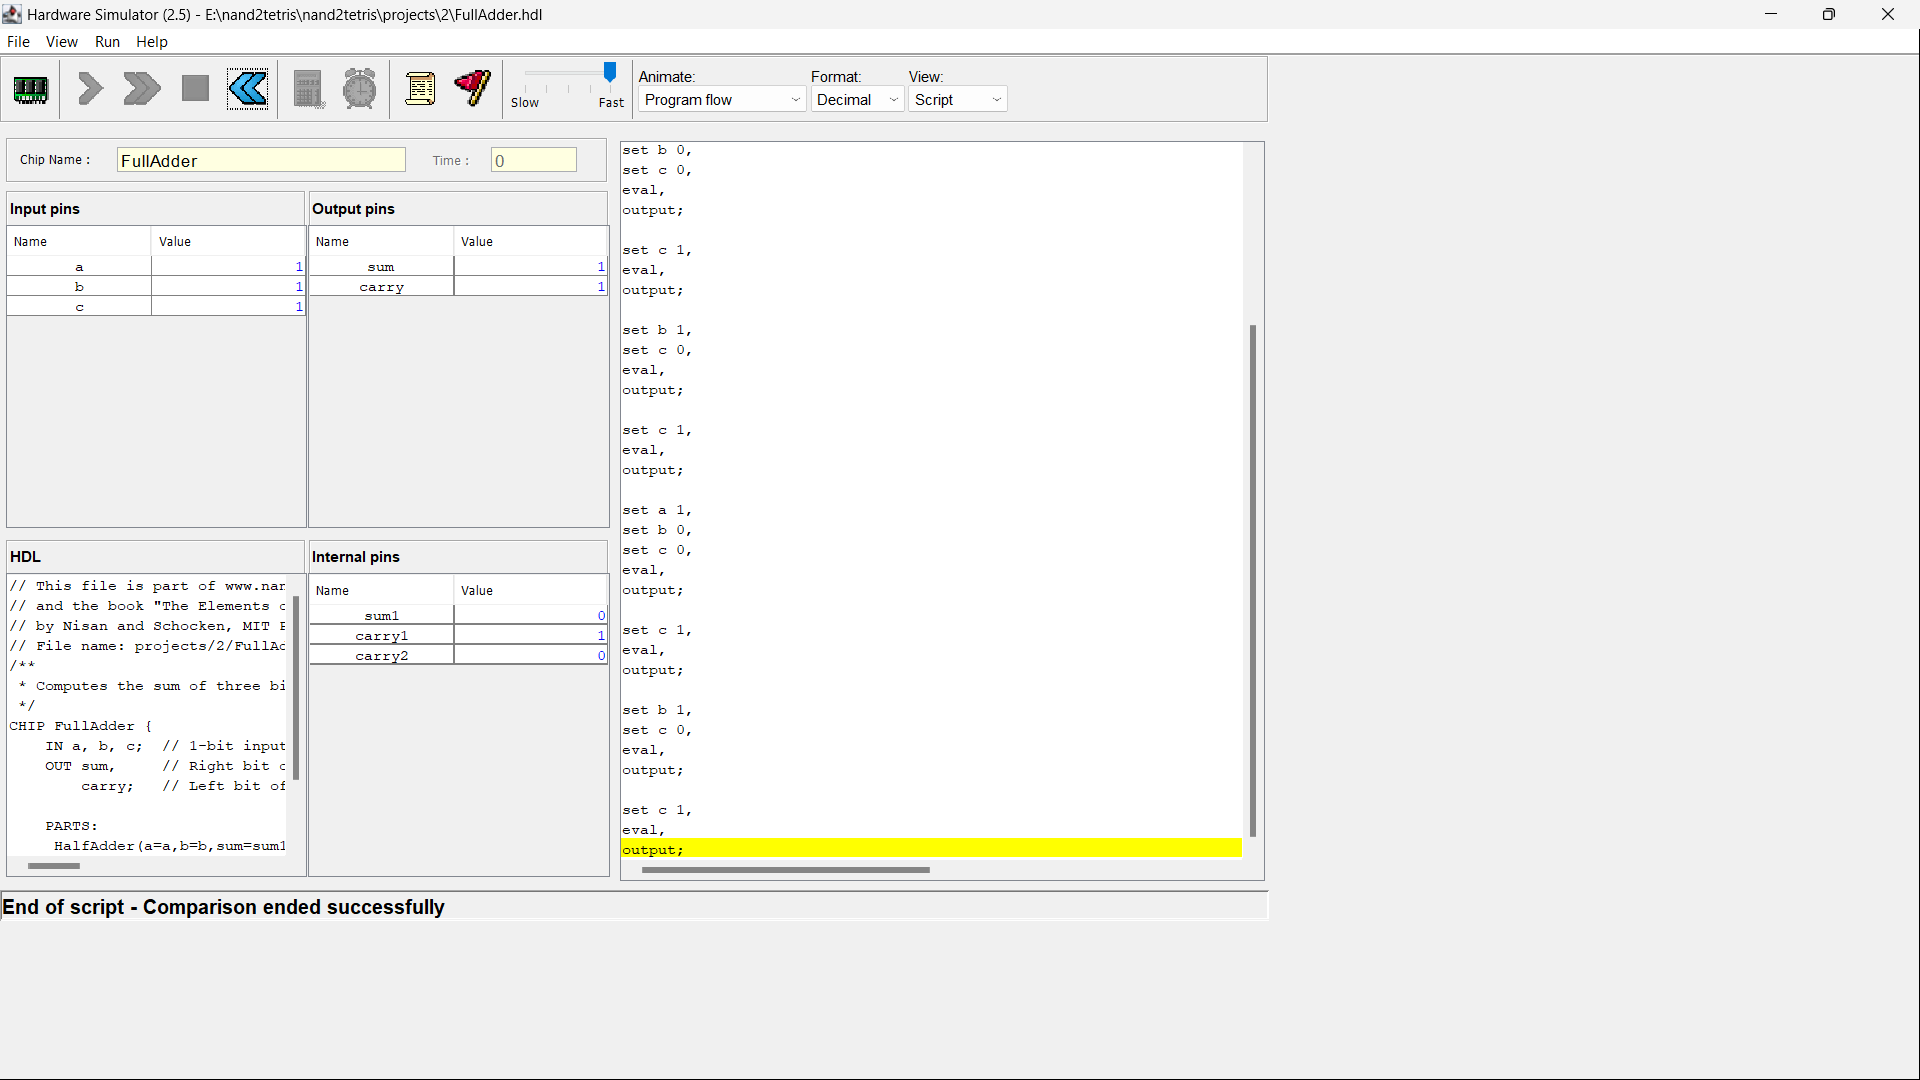 Hardware Simulator (2.5) - E:\nand2tetris\nand2tetris\projects\2\FullAdder.hdl
File View Run Help
Slow Fast
Animate: Format: View:
Program flow Decimal Script
Chip Name : FullAdder Time : 0
Input pins
Name Value
a 1
b 1
c 1
Output pins
Name Value
sum 1
carry 1
HDL
// This file is part of www.nan
// and the book "The Elements o
// by Nisan and Schocken, MIT P
// File name: projects/2/FullAd
/**
* Computes the sum of three bi
*/
CHIP FullAdder {
IN a, b, c; // 1-bit input
OUT sum, // Right bit o
carry; // Left bit of
PARTS:
HalfAdder(a=a,b=b,sum=sum1
Internal pins
Name Value
sum1 0
carry1 1
carry2 0
set b 0,
set c 0,
eval,
output;
set c 1,
eval,
output;
set b 1,
set c 0,
eval,
output;
set c 1,
eval,
output;
set a 1,
set b 0,
set c 0,
eval,
output;
set c 1,
eval,
output;
set b 1,
set c 0,
eval,
output;
set c 1,
eval,
output;
End of script - Comparison ended successfully